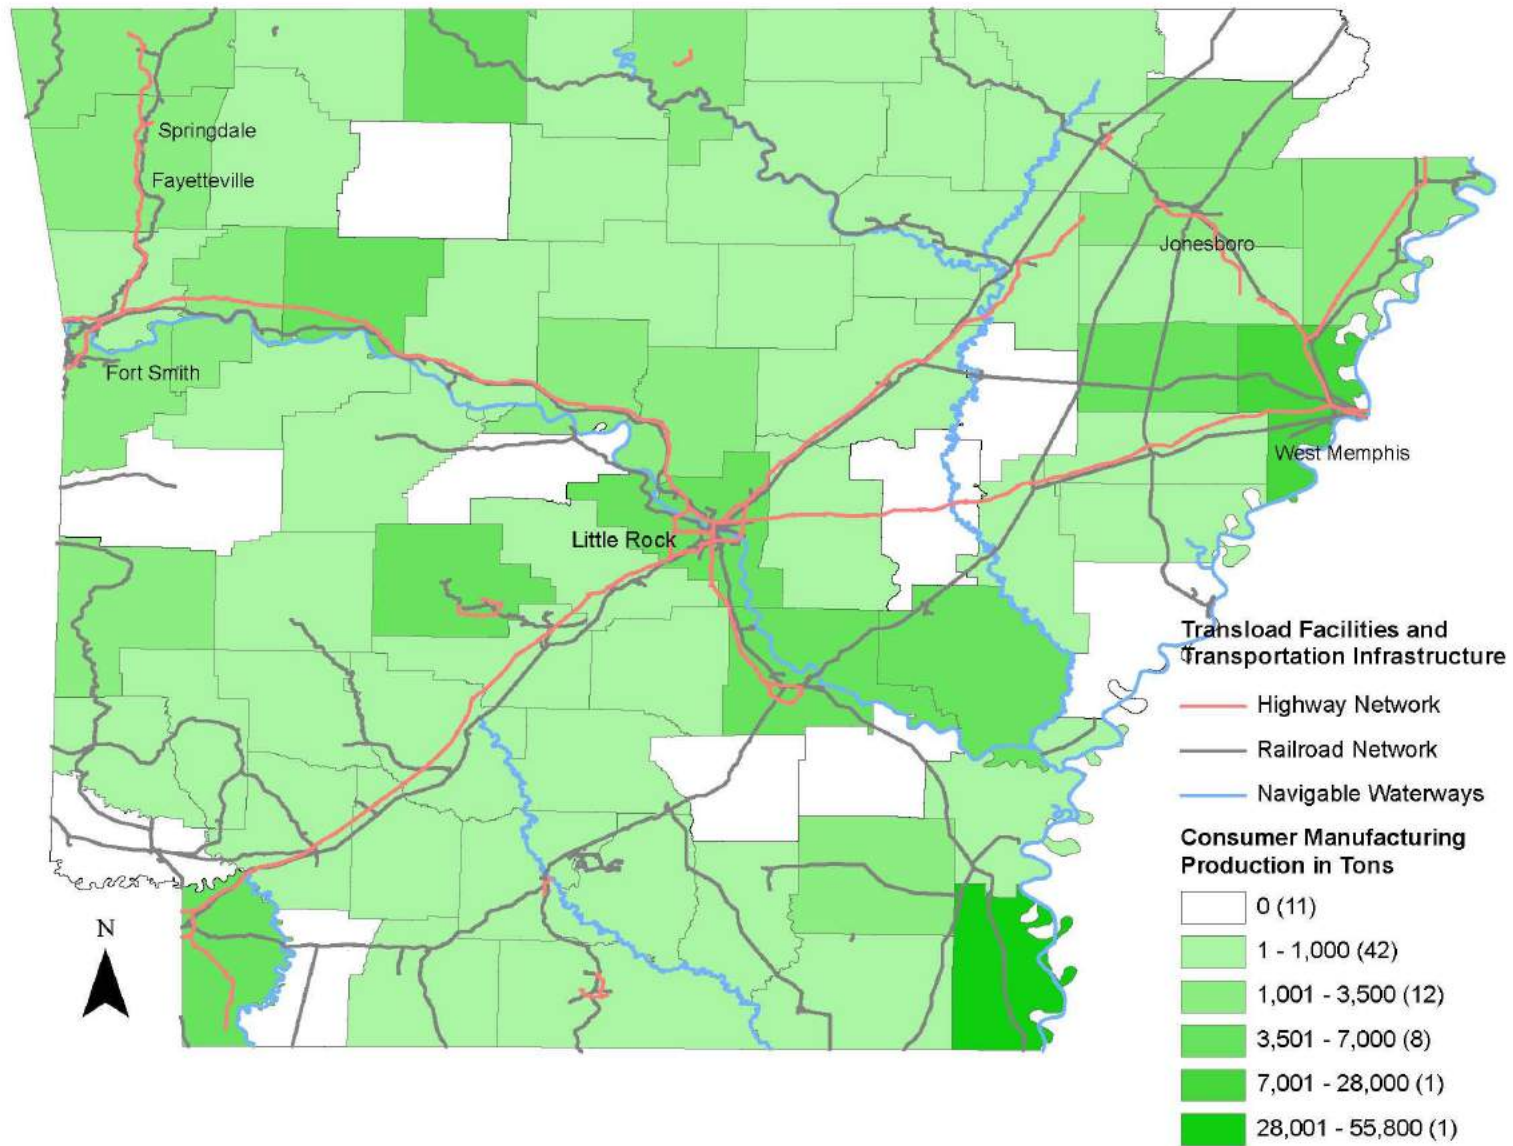 Springdale
Fayetteville
Jonesboro
Fort Smith
West Memphis
Little Rock
Transload Facilities and
Transportation Infrastructure
Highway Network
Railroad Network
Navigable Waterways
Consumer Manufacturing
Production in Tons
0 (11)
1 - 1,000 (42)
1,001 - 3,500 (12)
3,501 - 7,000 (8)
7,001 - 28,000 (1)
28,001 - 55,800 (1)
N